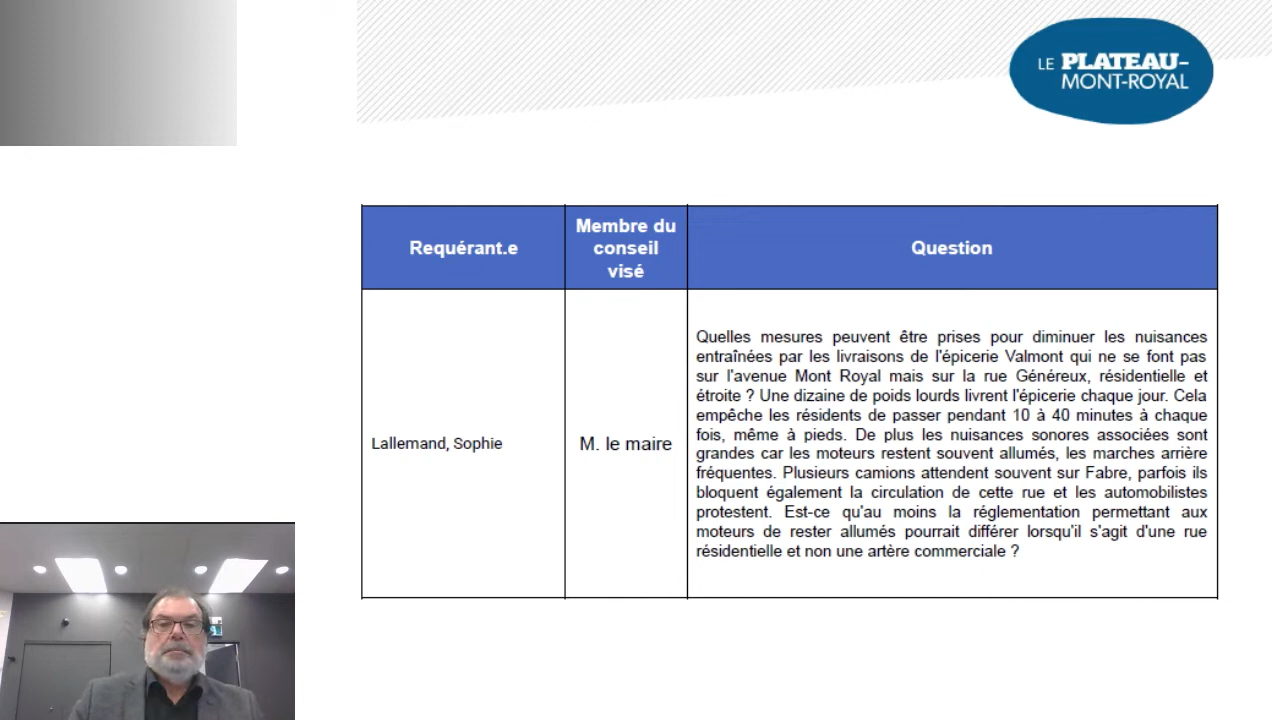 LE PLATEAU-
MONT-ROYAL
Requérant.e
Membre du
conseil
visé
Question
Lallemand, Sophie
M. le maire
Quelles mesures peuvent être prises pour diminuer les nuisances
entraînées par les livraisons de l'épicerie Valmont qui ne se font pas
sur l'avenue Mont Royal mais sur la rue Généreux, résidentielle et
étroite ? Une dizaine de poids lourds livrent l'épicerie chaque jour. Cela
empêche les résidents de passer pendant 10 à 40 minutes à chaque
fois, même à pieds. De plus les nuisances sonores associées sont
grandes car les moteurs restent souvent allumés, les marches arrière
fréquentes. Plusieurs camions attendent souvent sur Fabre, parfois ils
bloquent également la circulation de cette rue et les automobilistes
protestent. Est-ce qu'au moins la réglementation permettant aux
moteurs de rester allumés pourrait différer lorsqu'il s'agit d'une rue
résidentielle et non une artère commerciale ?